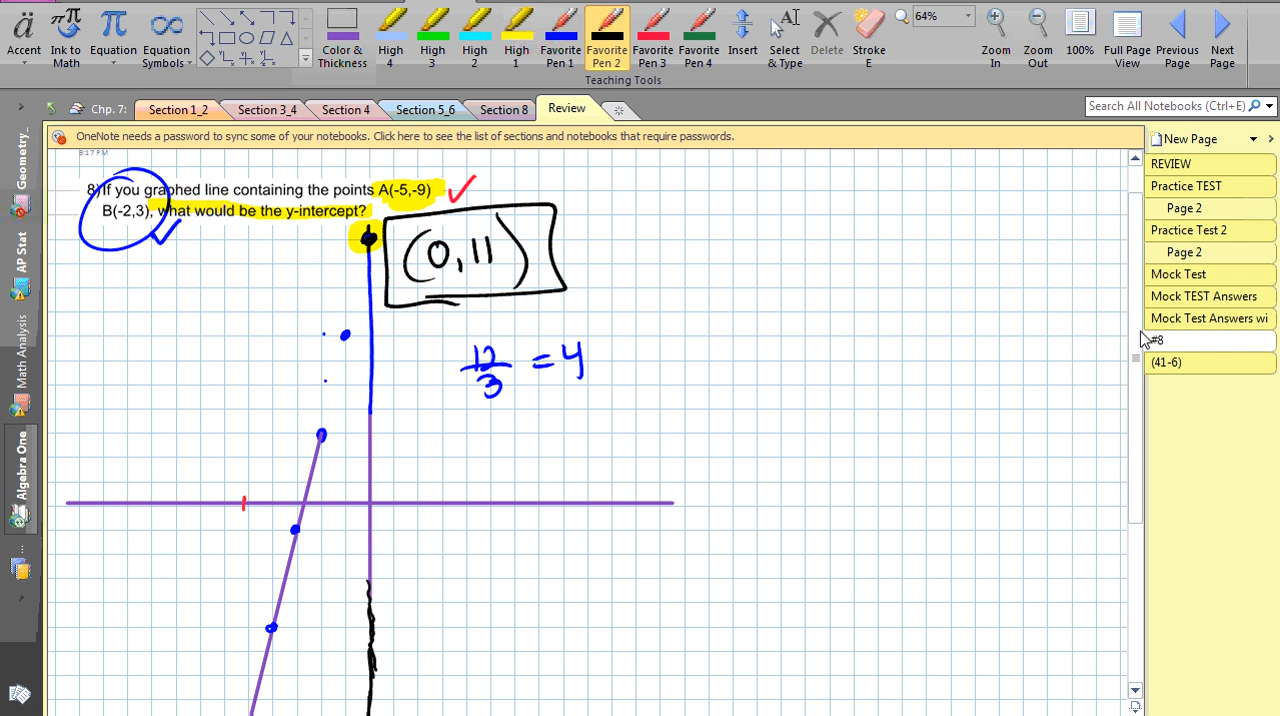 ä Accent
πn Ink to Math
π Equation
Equation Symbols
Color & Thickness
High 4
High 3
High 2
High 1
Favorite Pen 1
Favorite Pen 2
Favorite Pen 3
Favorite Pen 4
Insert
Select & Type
Delete
Stroke
64%
Zoom In
Zoom Out
100%
Full Page View
Previous Page
Next Page
Teaching Tools
Chp. 7:
Section 1_2
Section 3_4
Section 4
Section 5_6
Section 8
Review
Search All Notebooks (Ctrl+E)
OneNote needs a password to sync some of your notebooks. Click here to see the list of sections and notebooks that require passwords.
New Page
8:17 PM
8)If you graphed line containing the points A(-5,-9)
B(-2,3), what would be the y-intercept?
(0,11)
12/3 = 4
Geometry
AP Stat
Math Analysis
Algebra One
REVIEW
Practice TEST
Page 2
Practice Test 2
Page 2
Mock Test
Mock TEST Answers
Mock Test Answers wi
#8
(41-6)